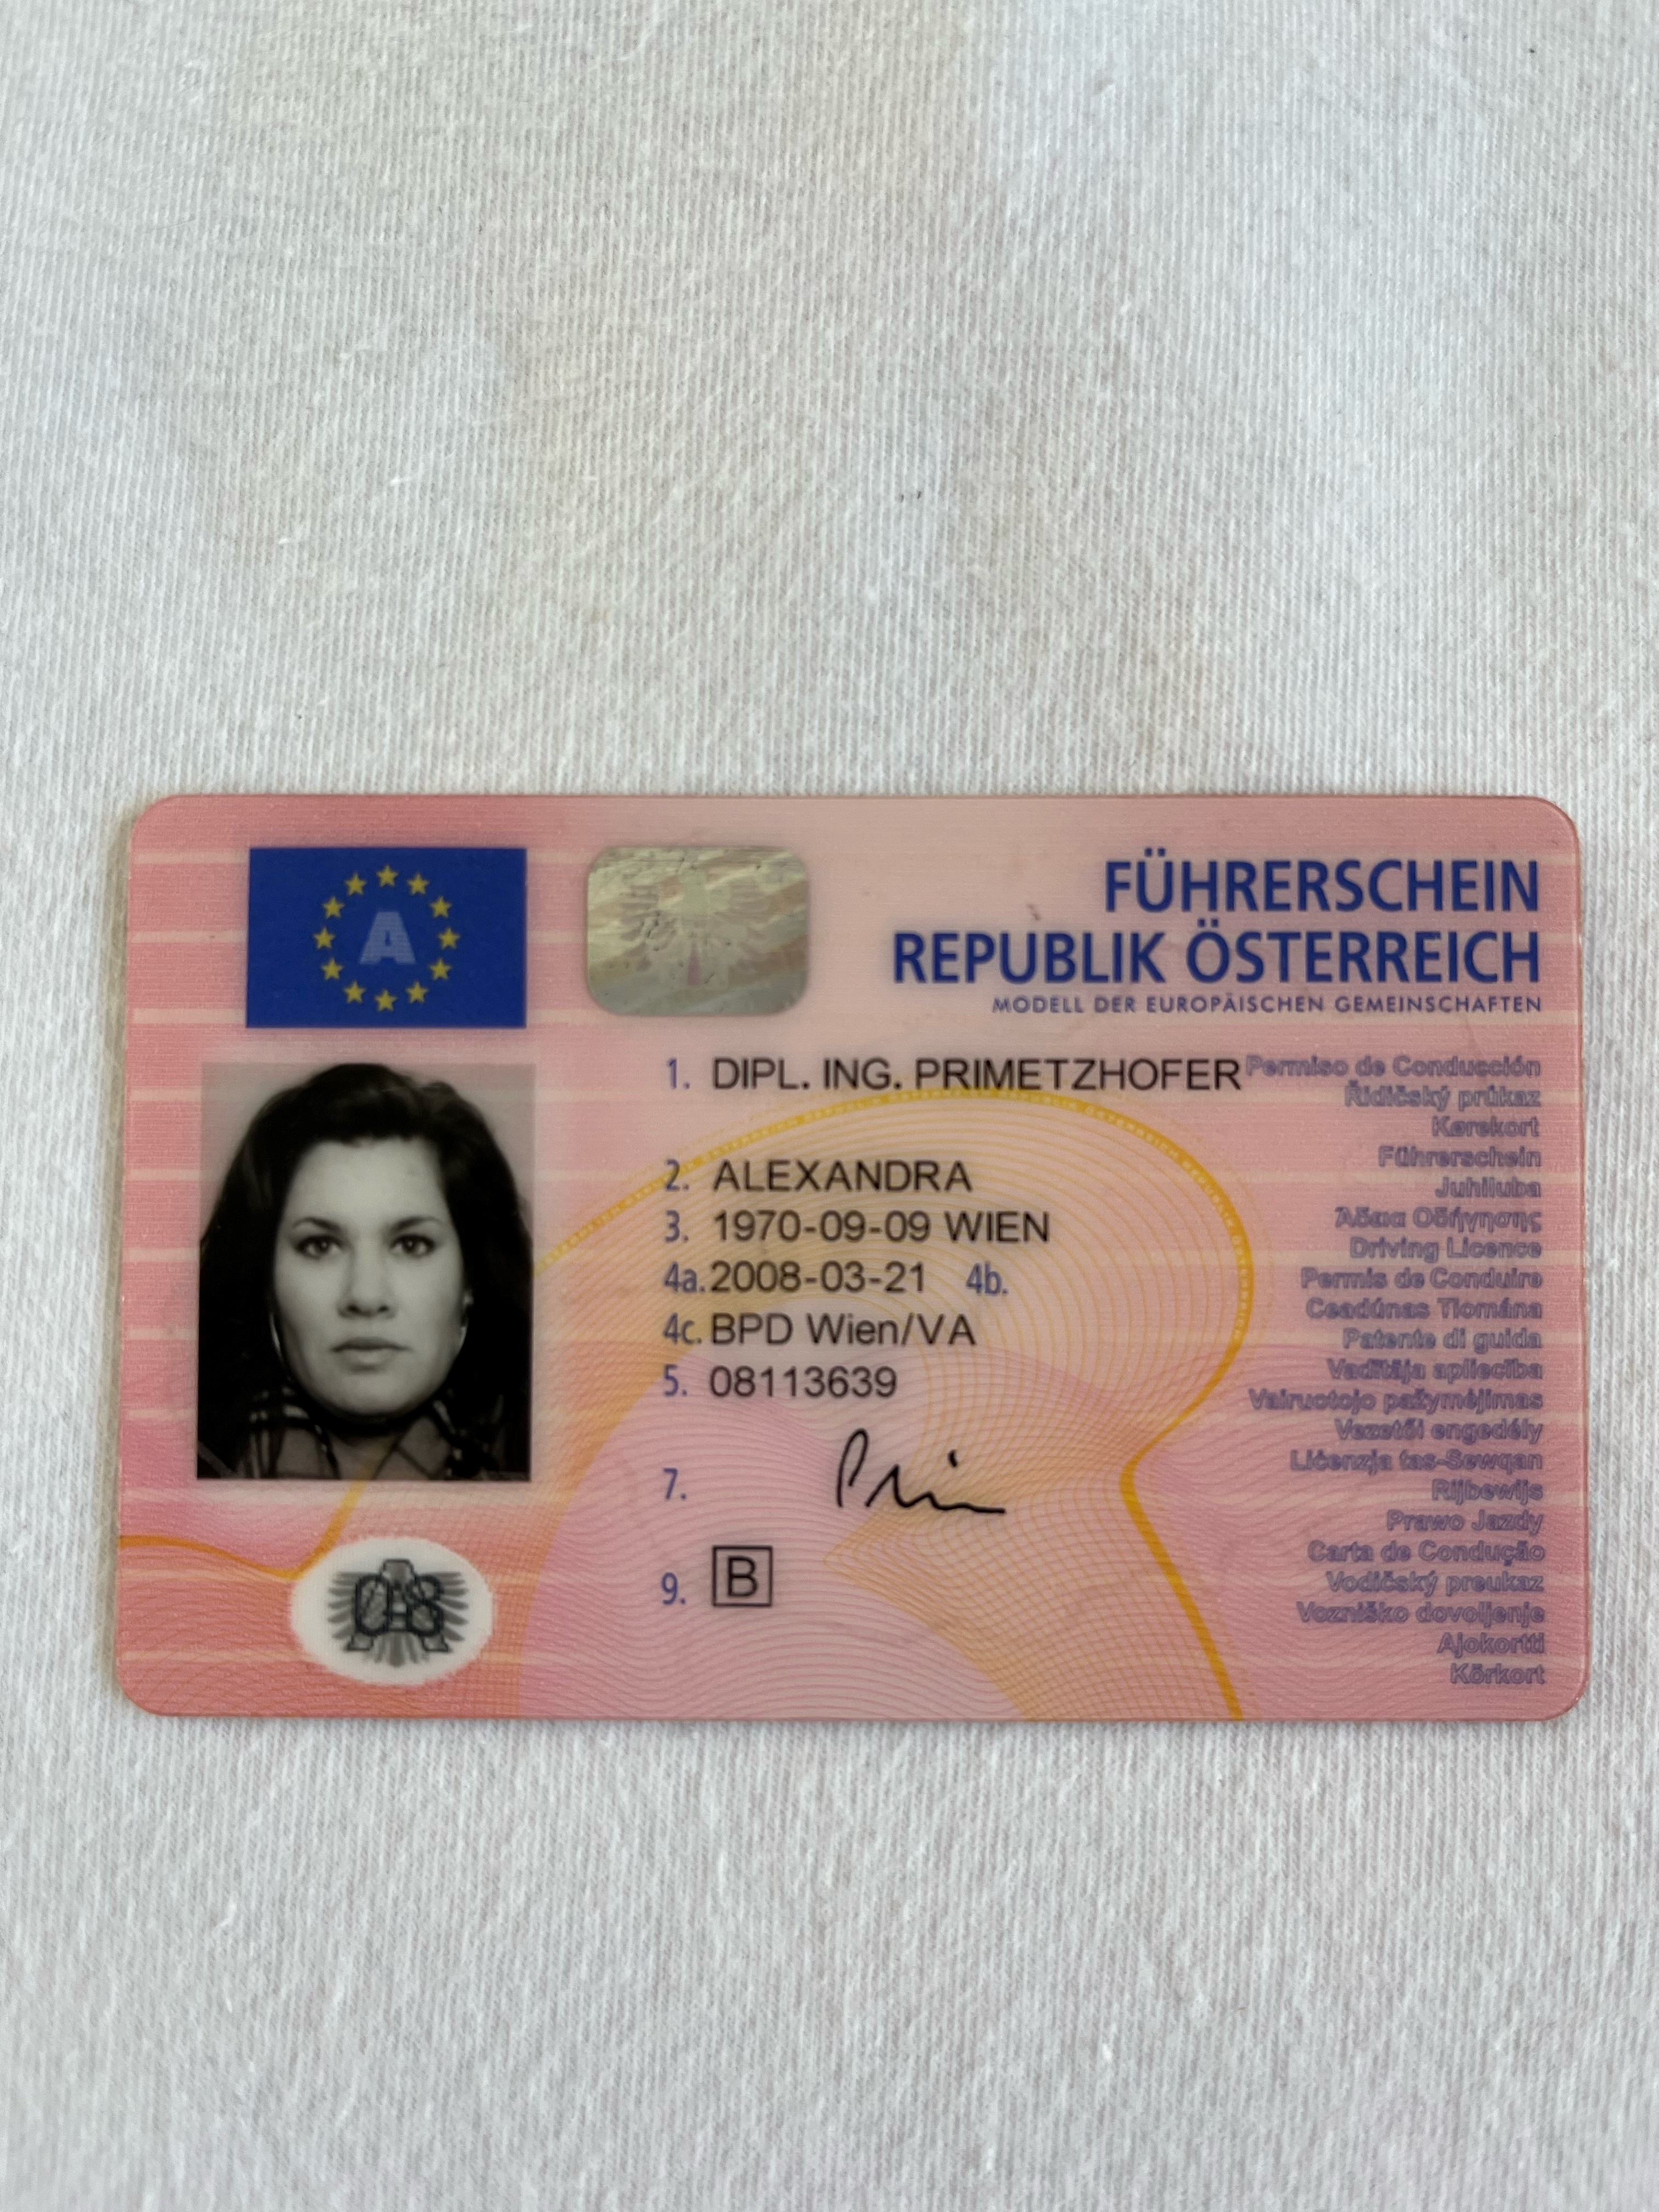 A
FÜHRERSCHEIN
REPUBLIK ÖSTERREICH
MODELL DER EUROPÄISCHEN GEMEINSCHAFTEN
1. DIPL. ING. PRIMETZHOFER
2. ALEXANDRA
3. 1970-09-09 WIEN
4a. 2008-03-21 4b.
4c. BPD Wien/VA
5. 08113639
7.
9. B
Permiso de Conducción
Řidičský průkaz
Kørekort
Führerschein
Juhiluba
Άδεια Οδήγησης
Driving Licence
Permis de Conduire
Ceadúnas Tiomána
Patente di guida
Vadītāja apliecība
Vairuotojo pažymėjimas
Vezetői engedély
Liċenzja tas-Sewqan
Rijbewijs
Prawo Jazdy
Carta de Condução
Vodičský preukaz
Vozniško dovoljenje
Ajokortti
Körkort